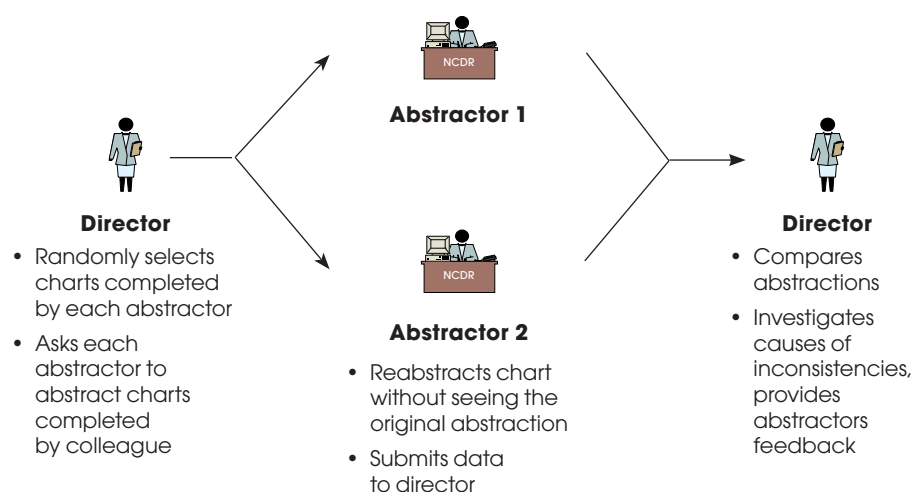 NCDR
Abstractor 1
Director
• Randomly selects
charts completed
by each abstractor
• Asks each
abstractor to
abstract charts
completed
by colleague
NCDR
Abstractor 2
• Reabstracts chart
without seeing the
original abstraction
• Submits data
to director
Director
• Compares
abstractions
• Investigates
causes of
inconsistencies,
provides
abstractors
feedback